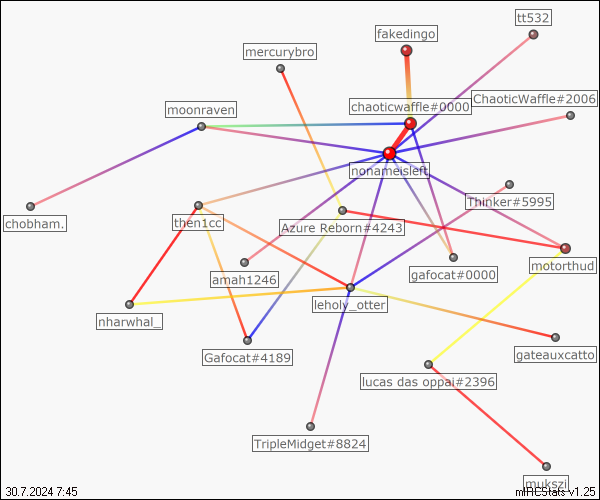 tt532
fakedingo
mercurybro
ChaoticWaffle#2006
chaoticwaffle#0000
moonraven
nonameisleft
Thinker#5995
chobham.
then1cc
Azure Reborn#4243
motorthud
gafocat#0000
amah1246
leholy_otter
nharwhal_
Gafocat#4189
gateauxcatto
lucas das oppai#2396
TripleMidget#8824
mukszi
30.7.2024 7:45
mIRCStats v1.25